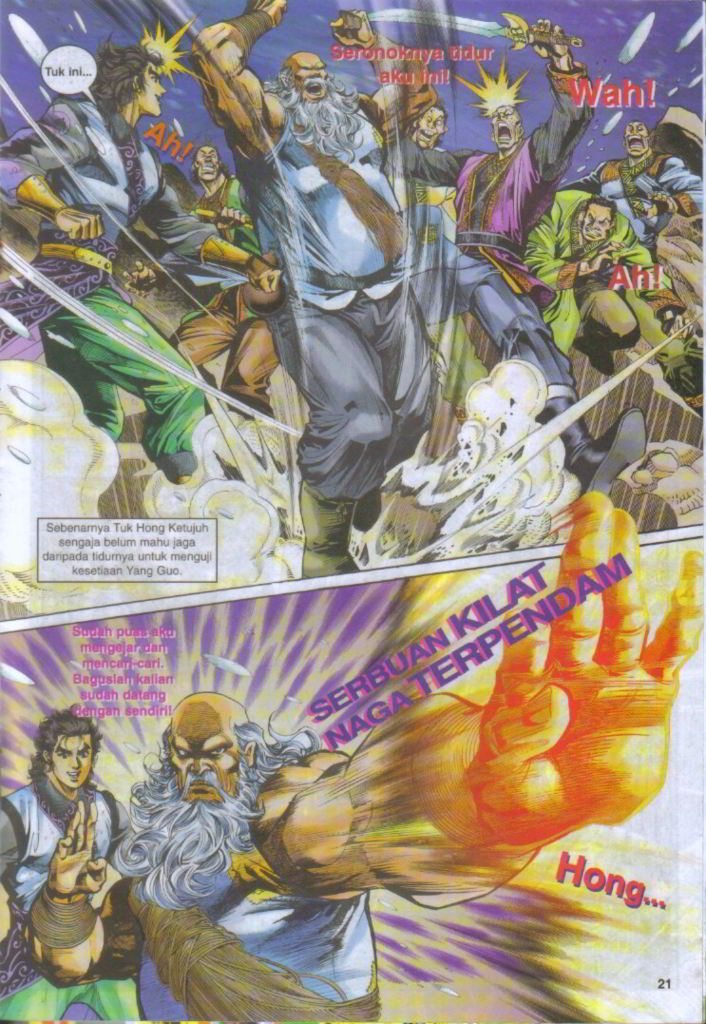 Tuk ini...
Seronoknya tidur
aku ini!
Wah!
Ah!
Ah!
Sebenarnya Tuk Hong Ketujuh
sengaja belum mahu jaga
daripada tidurnya untuk menguji
kesetiaan Yang Guo.
Sudah puas aku
mengejar dan
mencari-cari.
Baguslah kalian
sudah datang
dengan sendiri!
SERBUAN KILAT
NAGA TERPENDAM
Hong...
21